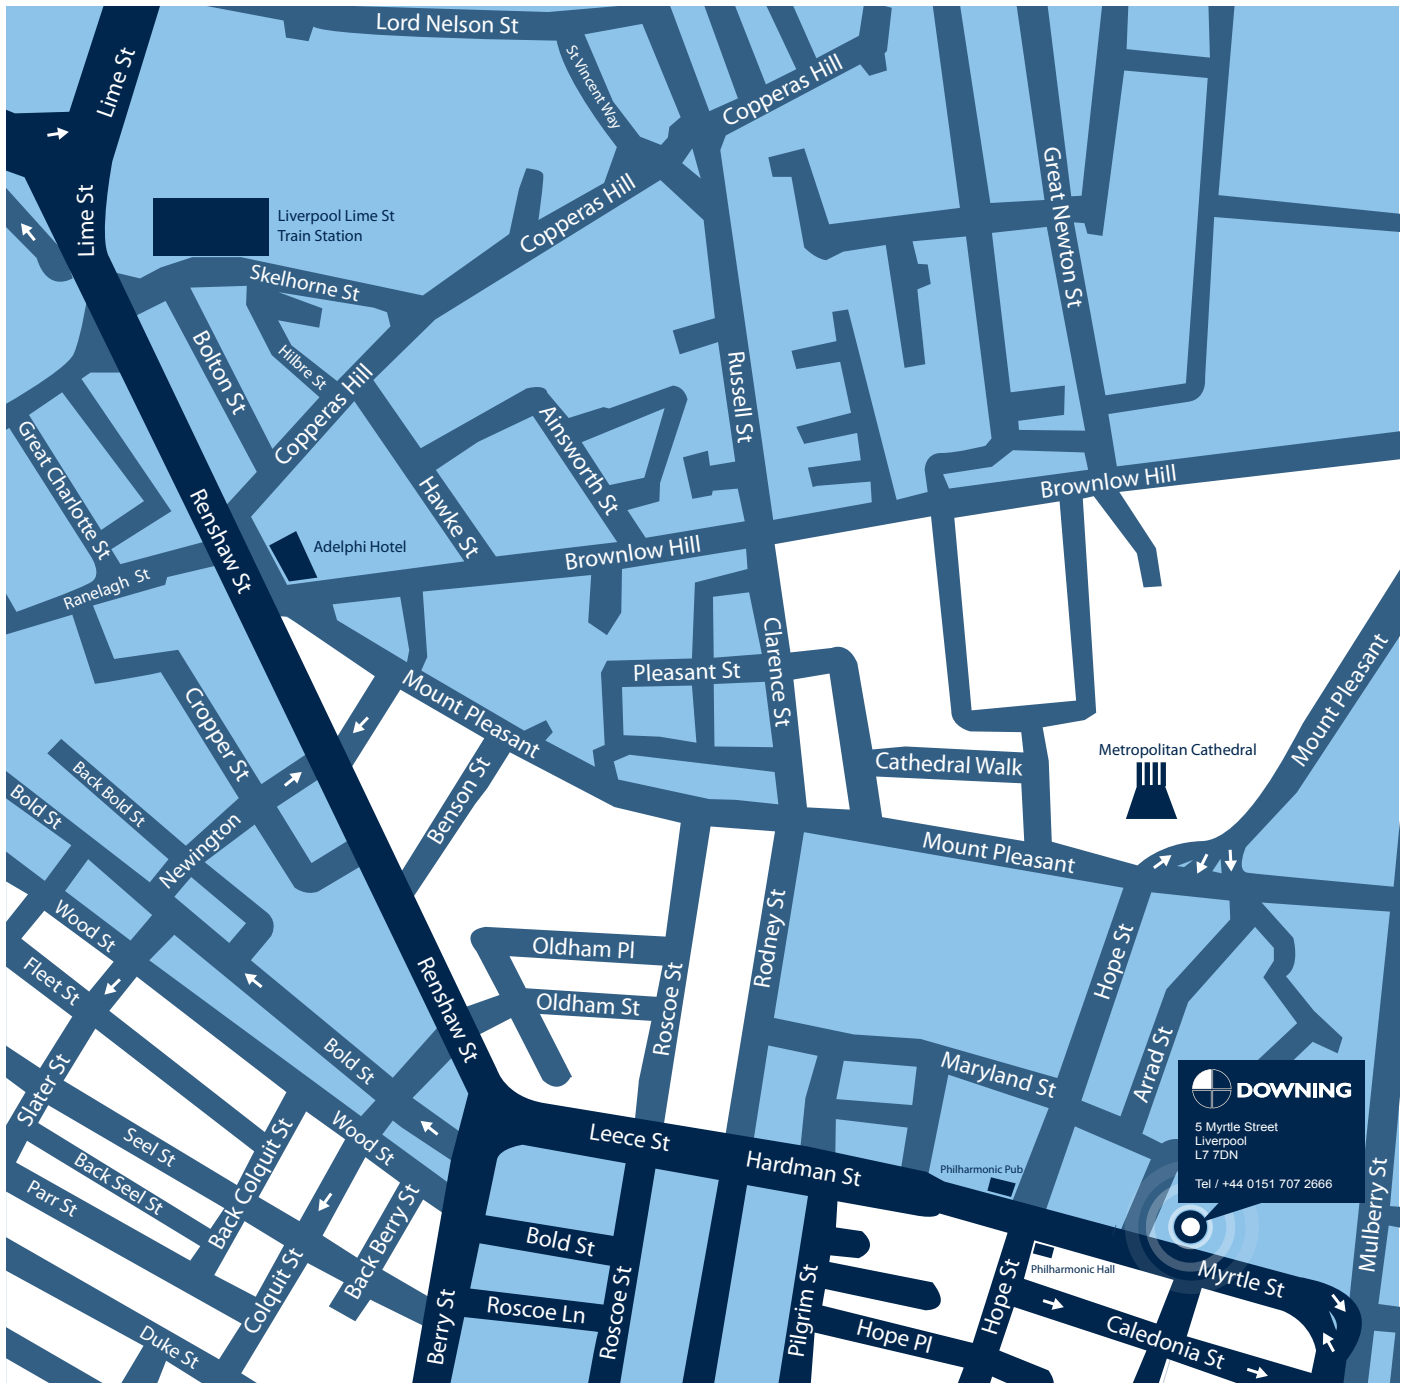 Lord Nelson St
Lime St
St Vincent Way
Copperas Hill
Lime St
Liverpool Lime St
Train Station
Copperas Hill
Great Newton St
Skelhorne St
Bolton St
Hilbre St
Copperas Hill
Russell St
Great Charlotte St
Ainsworth St
Hawke St
Brownlow Hill
Renshaw St
Adelphi Hotel
Brownlow Hill
Ranelagh St
Clarence St
Pleasant St
Mount Pleasant
Mount Pleasant
Cropper St
Metropolitan Cathedral
Cathedral Walk
Back Bold St
Bold St
Benson St
Newington
Mount Pleasant
Wood St
Rodney St
Hope St
Oldham Pl
Fleet St
Renshaw St
Roscoe St
Oldham St
Bold St
Maryland St
Arrad St
Slater St
DOWNING
5 Myrtle Street
Liverpool
L7 7DN
Tel / +44 0151 707 2666
Wood St
Leece St
Seel St
Back Colquit St
Hardman St
Philharmonic Pub
Back Seel St
Parr St
Mulberry St
Back Berry St
Bold St
Philharmonic Hall
Myrtle St
Colquit St
Roscoe Ln
Roscoe St
Pilgrim St
Hope St
Berry St
Hope Pl
Caledonia St
Duke St